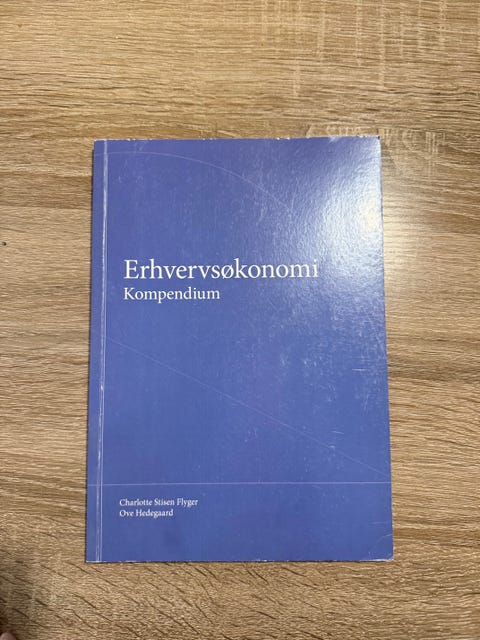 Erhvervsøkonomi
Kompendium
Charlotte Stisen Flyger
Ove Hedegaard